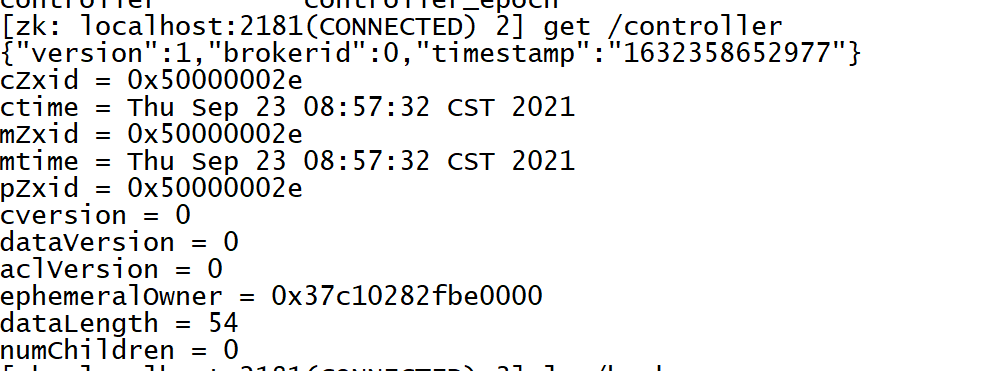 controller controller_epoch
[zk: localhost:2181(CONNECTED) 2] get /controller
{"version":1,"brokerid":0,"timestamp":"1632358652977"}
cZxid = 0x50000002e
ctime = Thu Sep 23 08:57:32 CST 2021
mZxid = 0x50000002e
mtime = Thu Sep 23 08:57:32 CST 2021
pZxid = 0x50000002e
cversion = 0
dataVersion = 0
aclVersion = 0
ephemeralOwner = 0x37c10282fbe0000
dataLength = 54
numChildren = 0